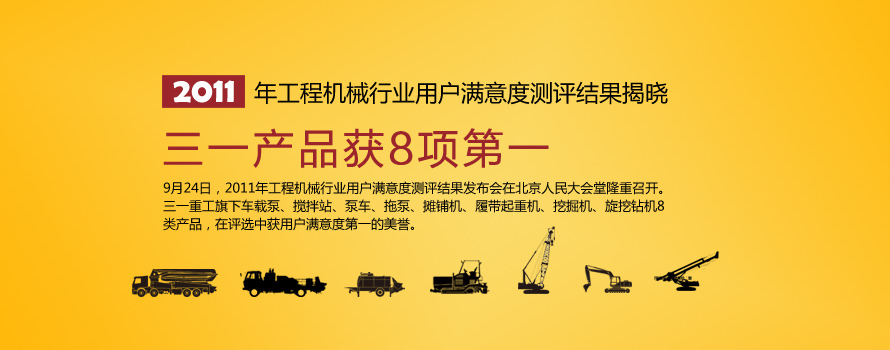 2011 年工程机械行业用户满意度测评结果揭晓
三一产品获8项第一
9月24日，2011年工程机械行业用户满意度测评结果发布会在北京人民大会堂隆重召开。
三一重工旗下车载泵、搅拌站、泵车、拖泵、摊铺机、履带起重机、挖掘机、旋挖钻机8
类产品，在评选中获用户满意度第一的美誉。